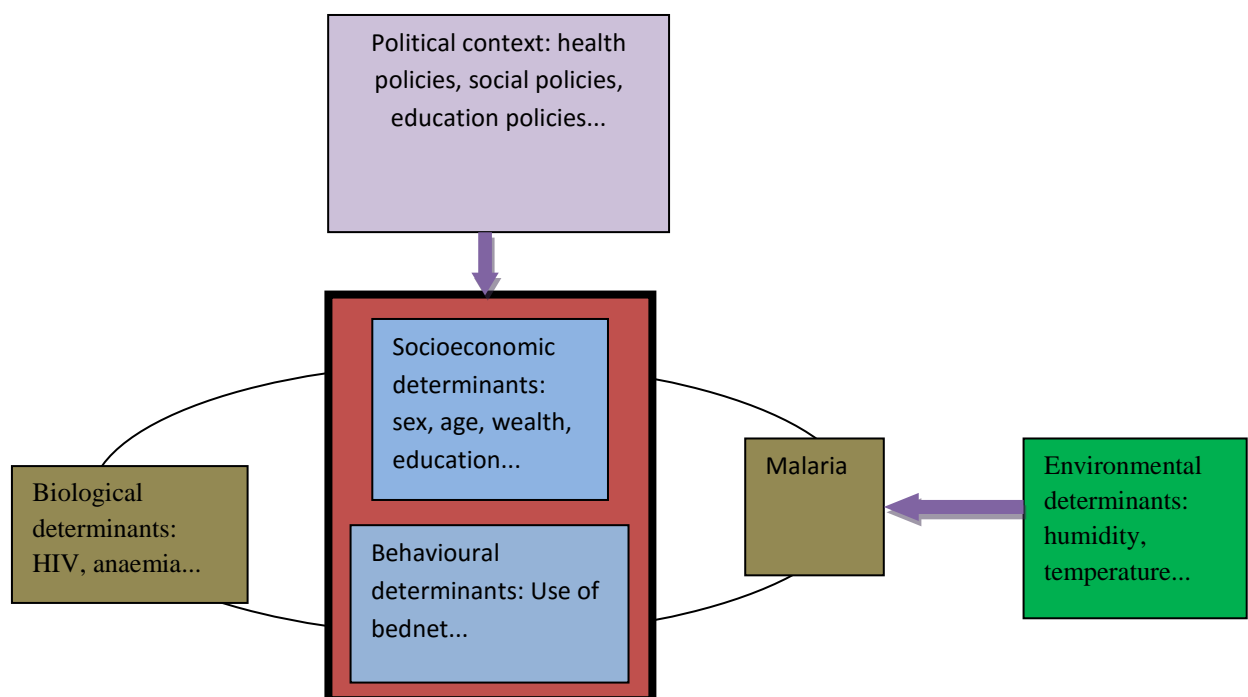 Political context: health
policies, social policies,
education policies...
Socioeconomic
determinants:
sex, age, wealth,
education...
Biological
determinants:
HIV, anaemia...
Behavioural
determinants: Use of
bednet...
Malaria
Environmental
determinants:
humidity,
temperature...